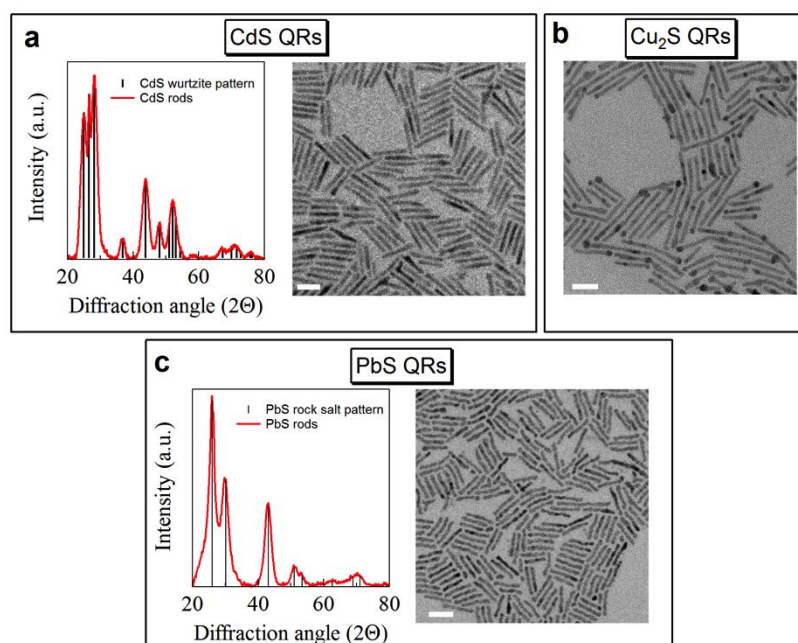 CdS QRs
a
Intensity (a.u.)
CdS wurtzite pattern
CdS rods
20 40 60 80
Diffraction angle (2Θ)
b
Cu₂S QRs
PbS QRs
c
Intensity (a.u.)
PbS rock salt pattern
PbS rods
20 40 60 80
Diffraction angle (2Θ)